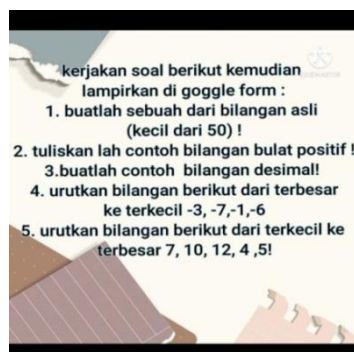 kerjakan soal berikut kemudian
lampirkan di goggle form :
1. buatlah sebuah dari bilangan asli
(kecil dari 50) !
2. tuliskan lah contoh bilangan bulat positif !
3.buatlah contoh bilangan desimal!
4. urutkan bilangan berikut dari terbesar
ke terkecil -3, -7,-1,-6
5. urutkan bilangan berikut dari terkecil ke
terbesar 7, 10, 12, 4 ,5!